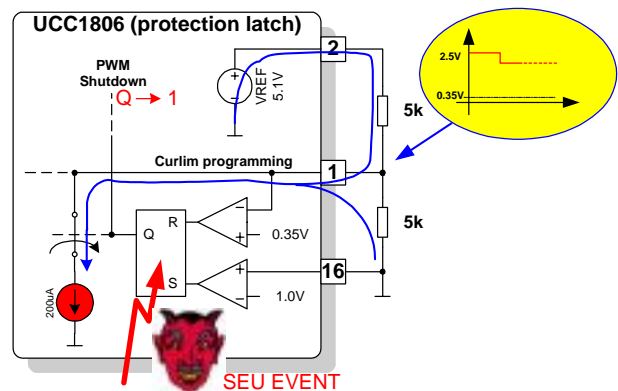 UCC1806 (protection latch)
2
PWM
Shutdown
Q → 1
VREF
5.1V
2.5V
0.35V
5k
Curlim programming
1
R
Q
0.35V
5k
S
16
1.0V
200uA
SEU EVENT